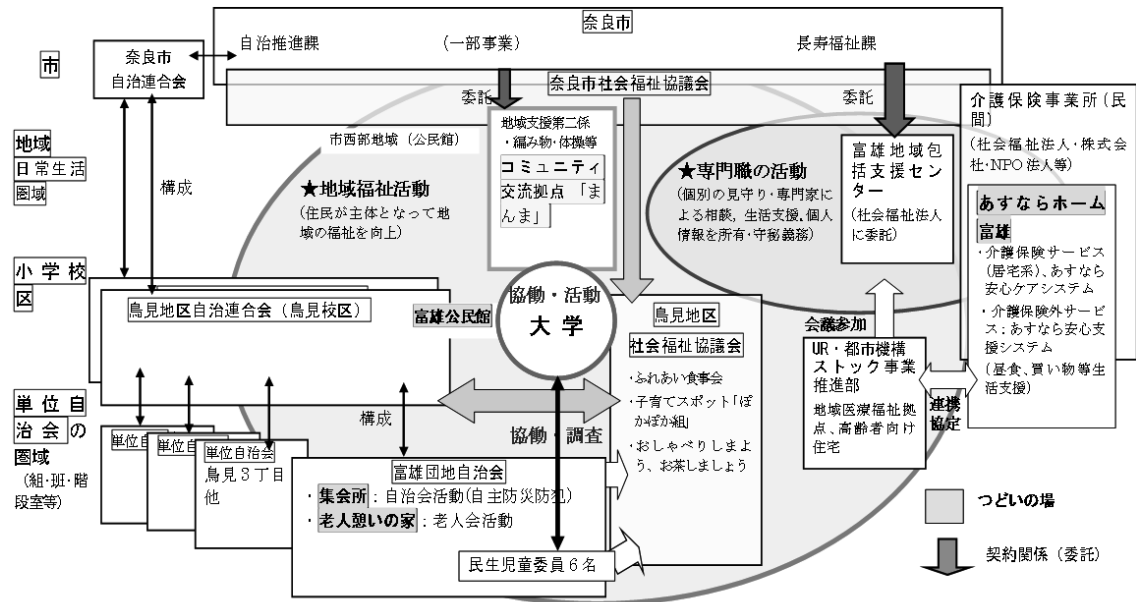 奈良市
自治推進課
(一部事業)
長寿福祉課
市
奈良市
自治連合会
奈良市社会福祉協議会
委託
委託
地域
日常生活
圏域
構成
市西部地域（公民館）
地域支援第二係
・編み物・体操等
コミュニティ
交流拠点「ま
んま」
★地域福祉活動
(住民が主体となって地
域の福祉を向上)
★専門職の活動
(個別の見守り・専門家に
よる相談, 生活支援, 個人
情報を所有・守秘義務)
富雄地域包
括支援セン
ター
(社会福祉法人
に委託)
介護保険事業所(民
間)
(社会福祉法人・株式会
社・NPO法人等)
あすならホーム
富雄
・介護保険サービス
(居宅系)、あすなら
安心ケアシステム
・介護保険外サービ
ス：あすなら安心支
援システム
(昼食、買い物等生
活支援)
小学校
区
鳥見地区自治連合会（鳥見校区）
富雄公民館
協働・活動
大学
鳥見地区
社会福祉協議会
・ふれあい食事会
・子育てスポット「ぽ
かぽか組」
・おしゃべりしまよ
う、お茶しましょう
会議参加
UR・都市機構
ストック事業
推進部
地域医療福祉拠
点、高齢者向け
住宅
連携
協定
単位自
治会の
圏域
(組・班・階
段室等)
構成
協働・調査
単位自
単位自
単位自治会
鳥見３丁目
他
富雄団地自治会
・集会所：自治会活動(自主防災防犯)
・老人憩いの家：老人会活動
民生児童委員６名
つどいの場
契約関係（委託）